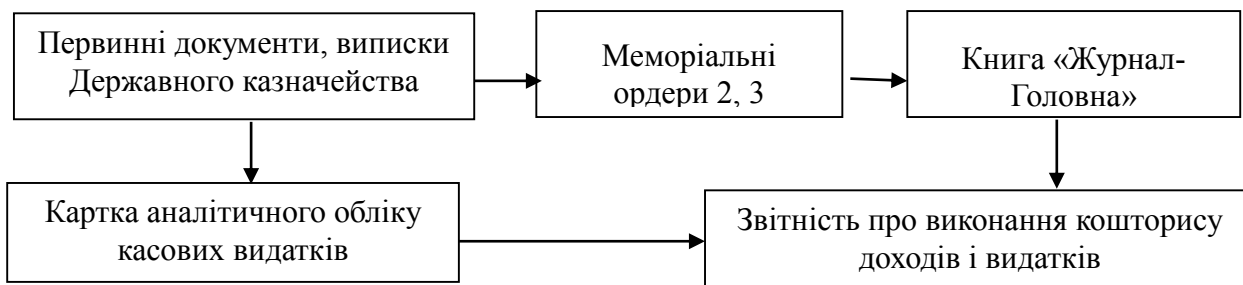 Первинні документи, виписки
Державного казначейства
Меморіальні
ордери 2, 3
Книга «Журнал-
Головна»
Картка аналітичного обліку
касових видатків
Звітність про виконання кошторису
доходів і видатків